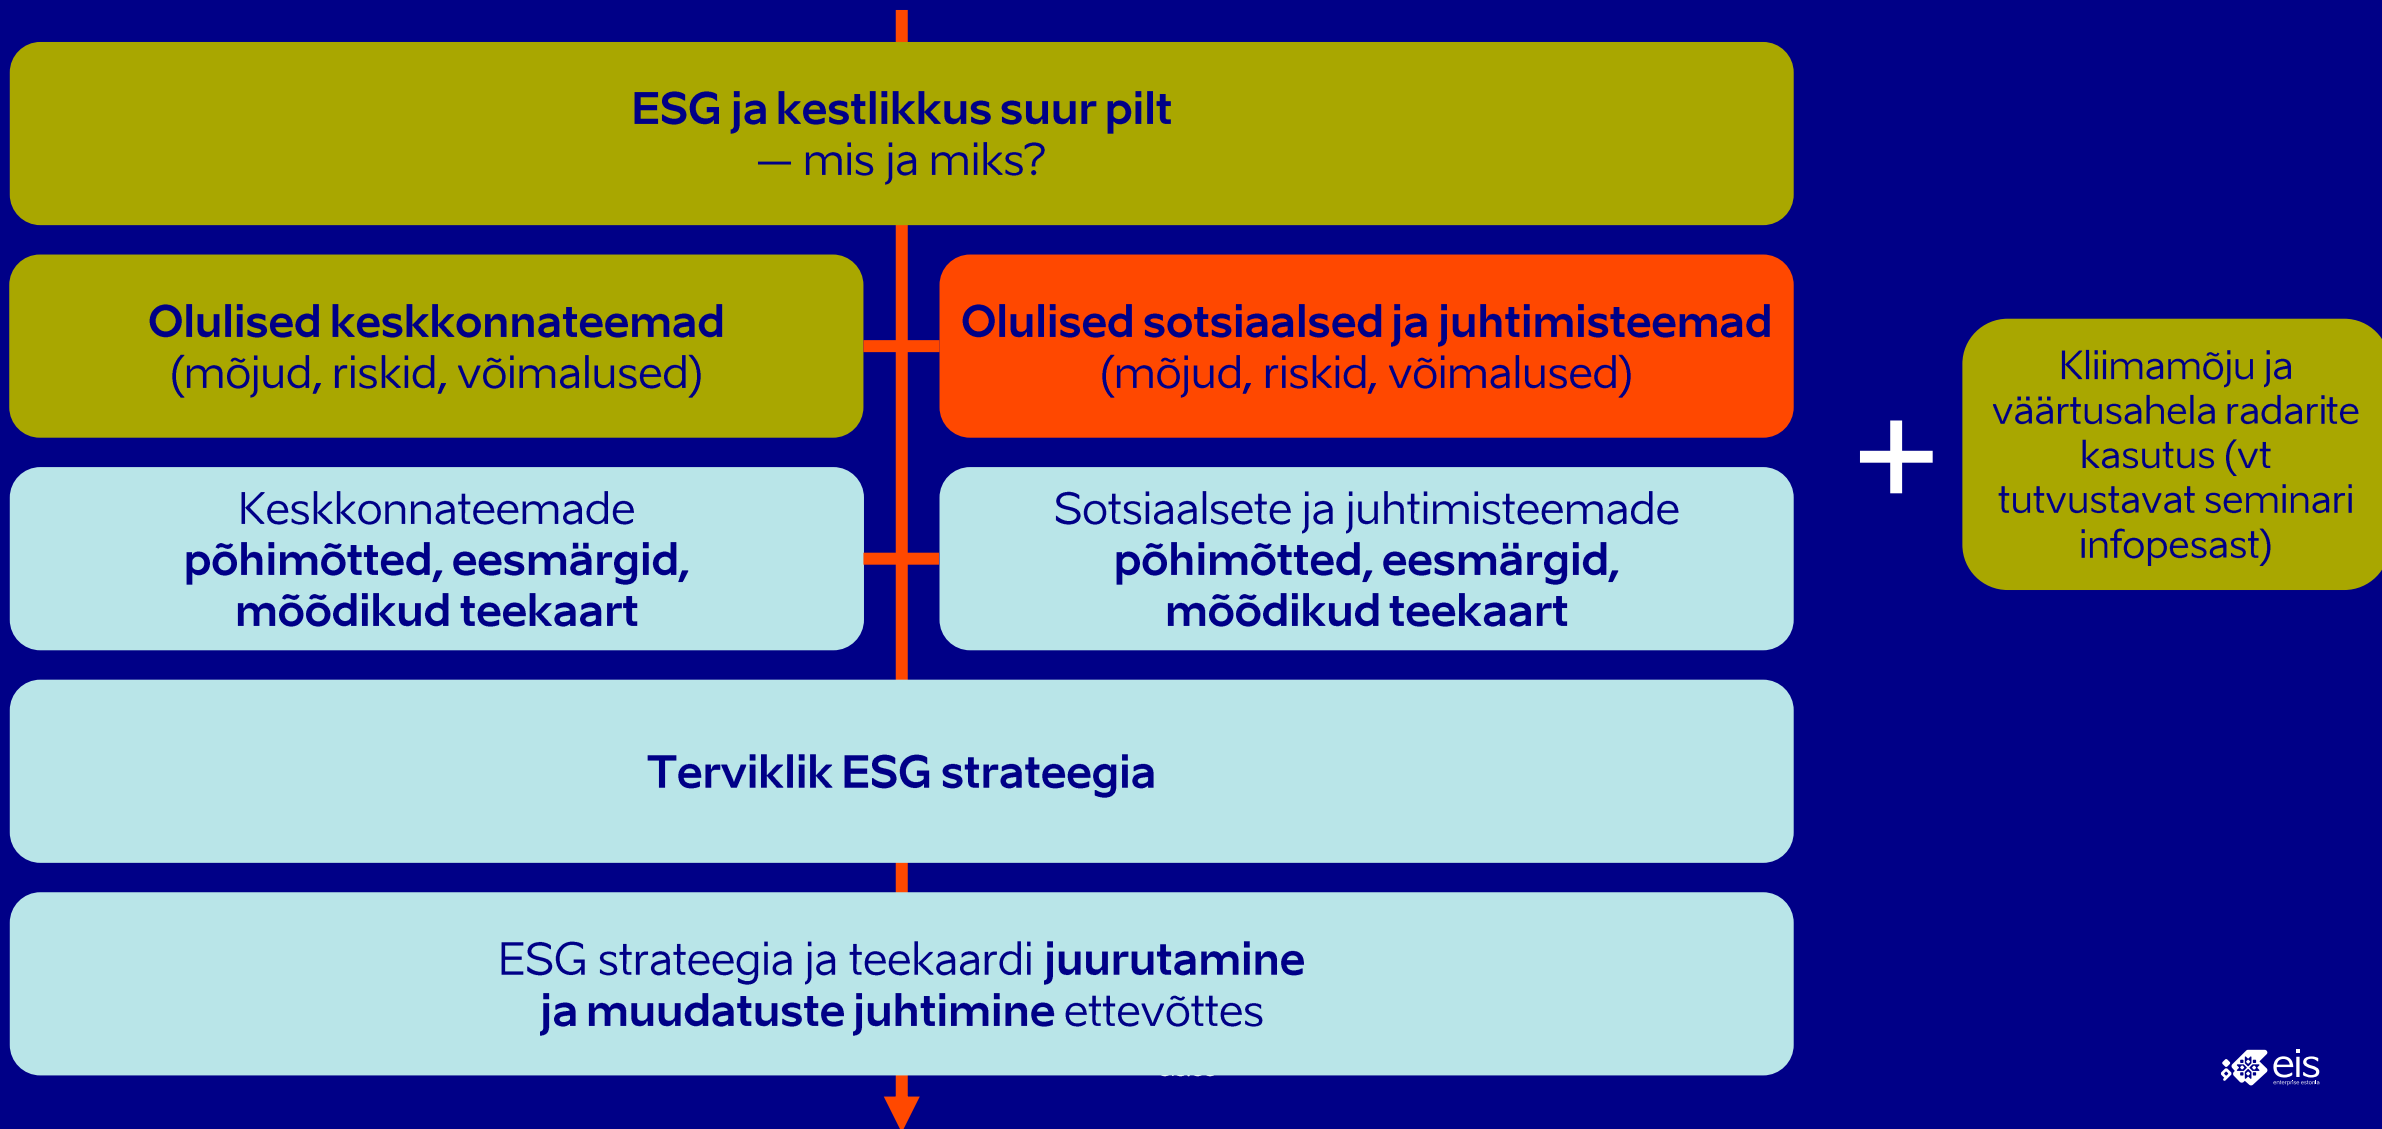 ESG ja kestlikkus suur pilt
— mis ja miks?
Olulised keskkonnateemad
(mõjud, riskid, võimalused)
Olulised sotsiaalsed ja juhtimisteemad
(mõjud, riskid, võimalused)
Keskkonnateemade
põhimõtted, eesmärgid,
mõõdikud teekaart
Sotsiaalsete ja juhtimisteemade
põhimõtted, eesmärgid,
mõõdikud teekaart
+
Kliimamõju ja
väärtusahela radarite
kasutus (vt
tutvustavat seminari
infopesast)
Terviklik ESG strateegia
ESG strateegia ja teekaardi juurutamine
ja muudatuste juhtimine ettevõttes
eis
enterprise estonia